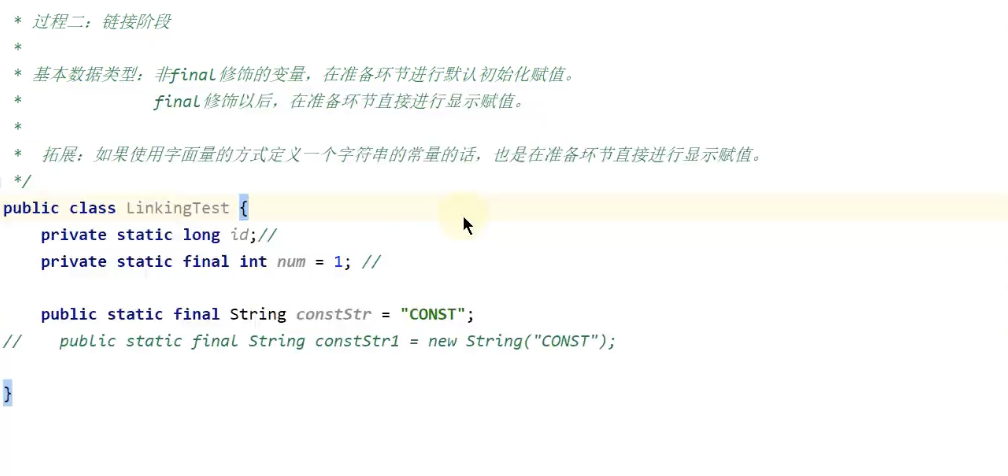 * 过程二：链接阶段
*
* 基本数据类型：非final修饰的变量，在准备环节进行默认初始化赋值。
* final修饰以后，在准备环节直接进行显示赋值。
*
* 拓展：如果使用字面量的方式定义一个字符串的常量的话，也是在准备环节直接进行显示赋值。
*/
public class LinkingTest {
private static long id;//
private static final int num = 1; //
public static final String constStr = "CONST";
// public static final String constStr1 = new String("CONST");
}